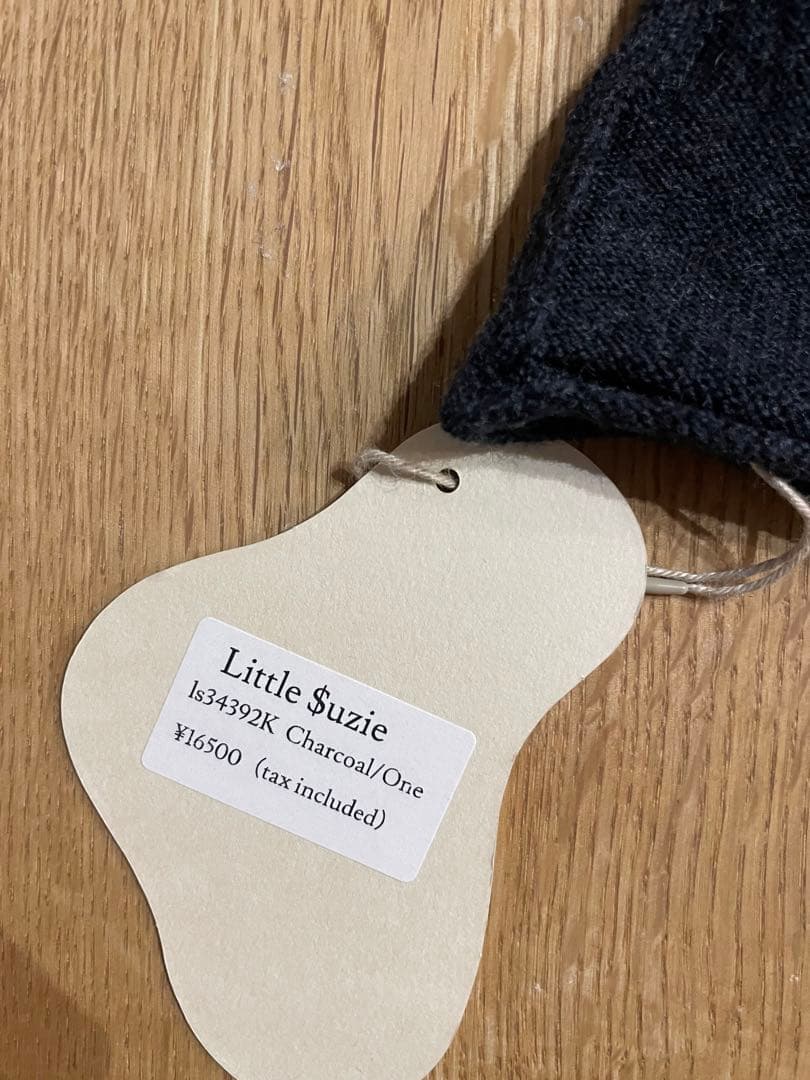 Little $uzie
ls34392K Charcoal/One
¥16500（tax included）